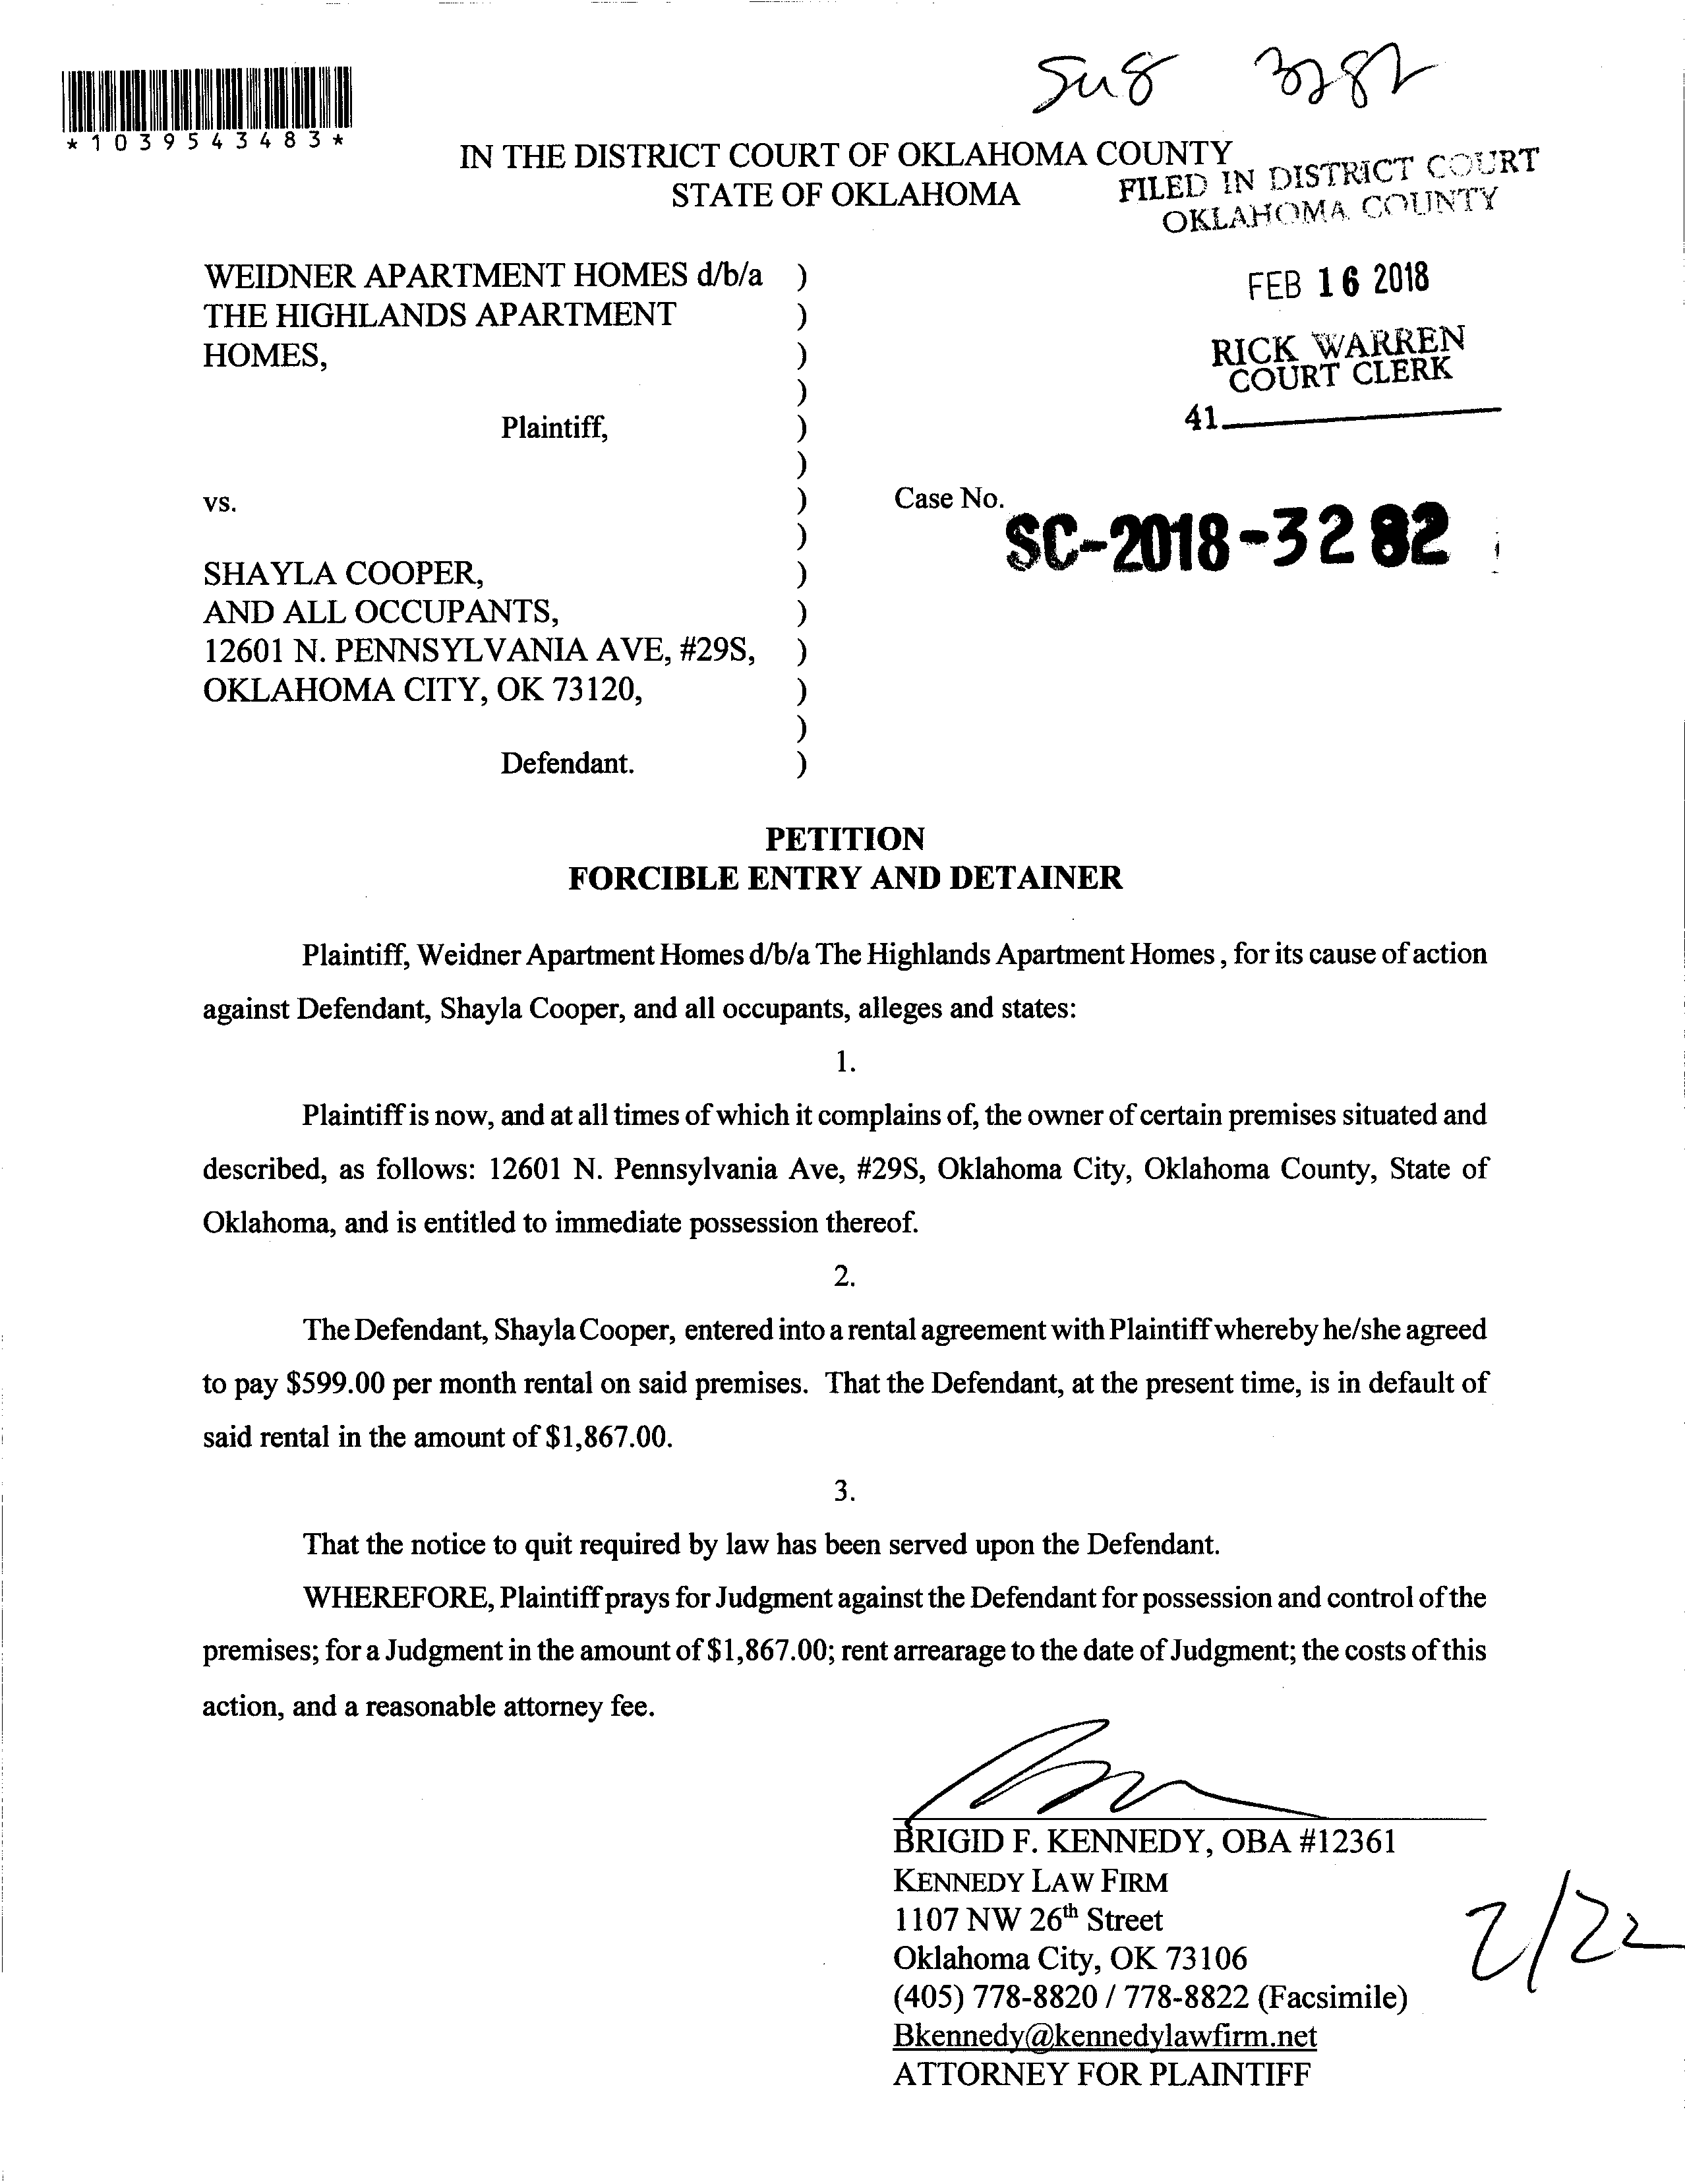 3282
*1039543483*
IN THE DISTRICT COURT OF OKLAHOMA COUNTY
STATE OF OKLAHOMA
FILED IN DISTRICT COURT
OKLAHOMA COUNTY
FEB 16 2018
RICK WARREN
COURT CLERK
41
WEIDNER APARTMENT HOMES d/b/a )
THE HIGHLANDS APARTMENT )
HOMES, )
)
Plaintiff, )
)
vs. ) Case No. SC-2018-3282
)
SHAYLA COOPER, )
AND ALL OCCUPANTS, )
12601 N. PENNSYLVANIA AVE, #29S, )
OKLAHOMA CITY, OK 73120, )
)
Defendant. )
PETITION
FORCIBLE ENTRY AND DETAINER
Plaintiff, Weidner Apartment Homes d/b/a The Highlands Apartment Homes , for its cause of action
against Defendant, Shayla Cooper, and all occupants, alleges and states:
1.
Plaintiff is now, and at all times of which it complains of, the owner of certain premises situated and
described, as follows: 12601 N. Pennsylvania Ave, #29S, Oklahoma City, Oklahoma County, State of
Oklahoma, and is entitled to immediate possession thereof.
2.
The Defendant, Shayla Cooper, entered into a rental agreement with Plaintiff whereby he/she agreed
to pay $599.00 per month rental on said premises. That the Defendant, at the present time, is in default of
said rental in the amount of $1,867.00.
3.
That the notice to quit required by law has been served upon the Defendant.
WHEREFORE, Plaintiff prays for Judgment against the Defendant for possession and control of the
premises; for a Judgment in the amount of $1,867.00; rent arrearage to the date of Judgment; the costs of this
action, and a reasonable attorney fee.
BRIGID F. KENNEDY, OBA #12361
KENNEDY LAW FIRM
1107 NW 26th Street
Oklahoma City, OK 73106
(405) 778-8820 / 778-8822 (Facsimile)
Bkennedy@kennedylawfirm.net
ATTORNEY FOR PLAINTIFF
2/22